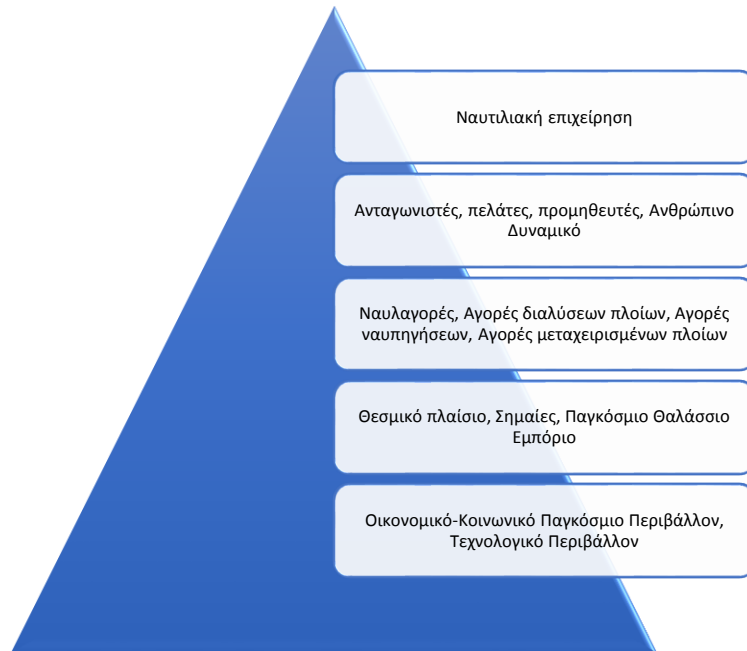 Ναυτιλιακή επιχείρηση
Ανταγωνιστές, πελάτες, προμηθευτές, Ανθρώπινο
Δυναμικό
Ναυλαγορές, Αγορές διαλύσεων πλοίων, Αγορές
ναυπηγήσεων, Αγορές μεταχειρισμένων πλοίων
Θεσμικό πλαίσιο, Σημαίες, Παγκόσμιο Θαλάσσιο
Εμπόριο
Οικονομικό-Κοινωνικό Παγκόσμιο Περιβάλλον,
Τεχνολογικό Περιβάλλον